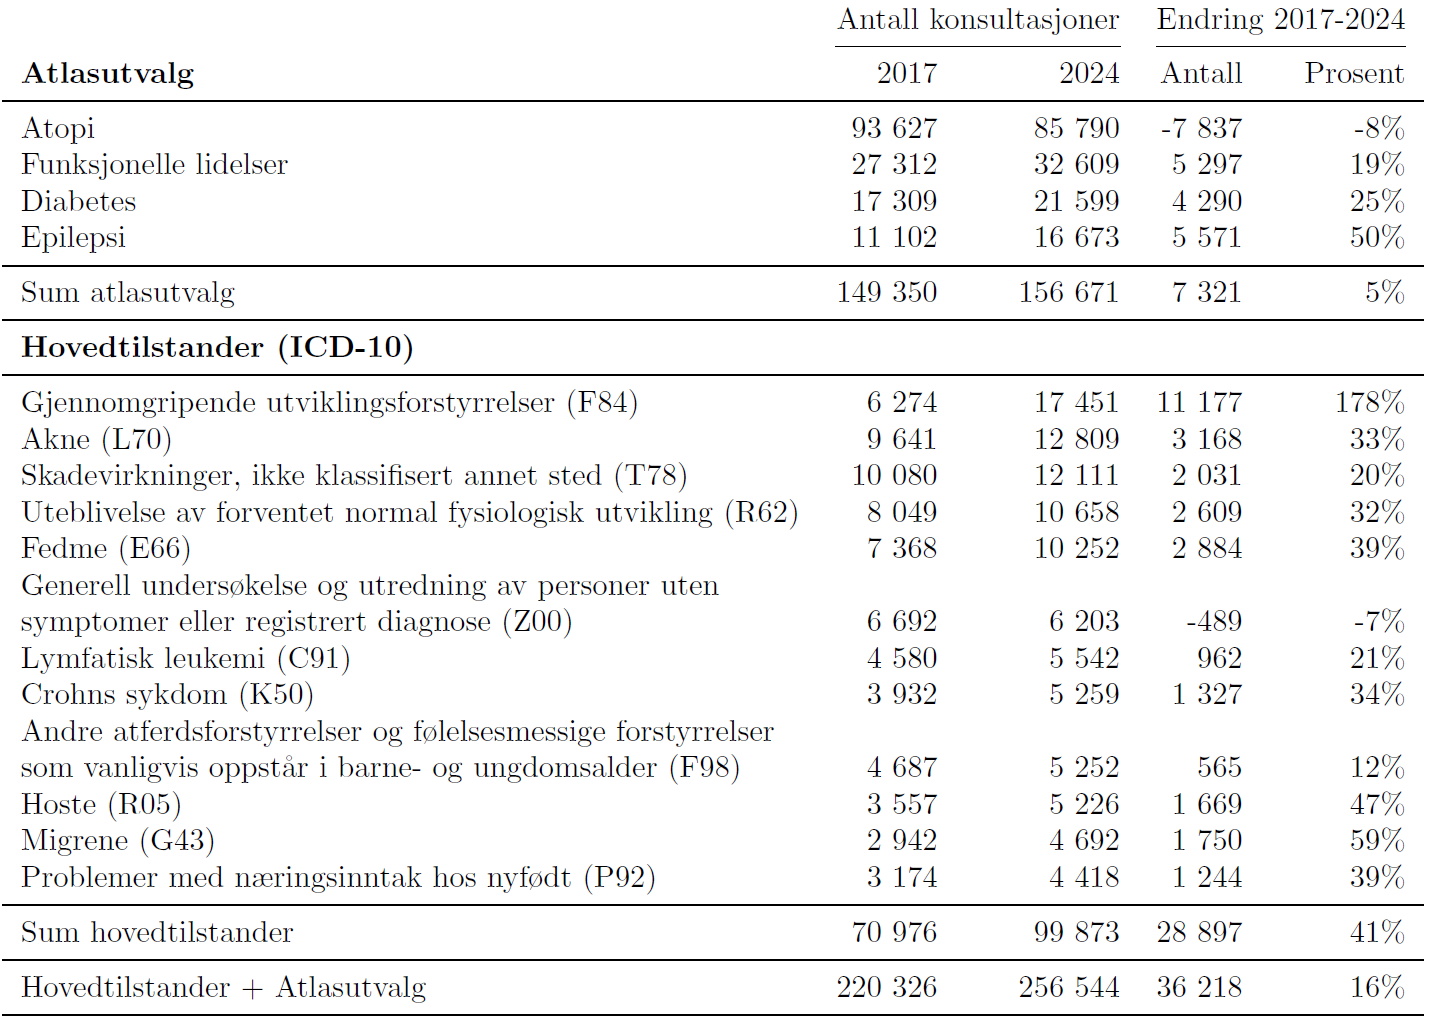 Antall konsultasjoner Endring 2017-2024
Atlasutvalg 2017 2024 Antall Prosent
Atopi 93 627 85 790 -7 837 -8%
Funksjonelle lidelser 27 312 32 609 5 297 19%
Diabetes 17 309 21 599 4 290 25%
Epilepsi 11 102 16 673 5 571 50%
Sum atlasutvalg 149 350 156 671 7 321 5%
Hovedtilstander (ICD-10)
Gjennomgripende utviklingsforstyrrelser (F84) 6 274 17 451 11 177 178%
Akne (L70) 9 641 12 809 3 168 33%
Skadevirkninger, ikke klassifisert annet sted (T78) 10 080 12 111 2 031 20%
Uteblivelse av forventet normal fysiologisk utvikling (R62) 8 049 10 658 2 609 32%
Fedme (E66) 7 368 10 252 2 884 39%
Generell undersøkelse og utredning av personer uten
symptomer eller registrert diagnose (Z00) 6 692 6 203 -489 -7%
Lymfatisk leukemi (C91) 4 580 5 542 962 21%
Crohns sykdom (K50) 3 932 5 259 1 327 34%
Andre atferdsforstyrrelser og følelsesmessige forstyrrelser
som vanligvis oppstår i barne- og ungdomsalder (F98) 4 687 5 252 565 12%
Hoste (R05) 3 557 5 226 1 669 47%
Migrene (G43) 2 942 4 692 1 750 59%
Problemer med næringsinntak hos nyfødt (P92) 3 174 4 418 1 244 39%
Sum hovedtilstander 70 976 99 873 28 897 41%
Hovedtilstander + Atlasutvalg 220 326 256 544 36 218 16%